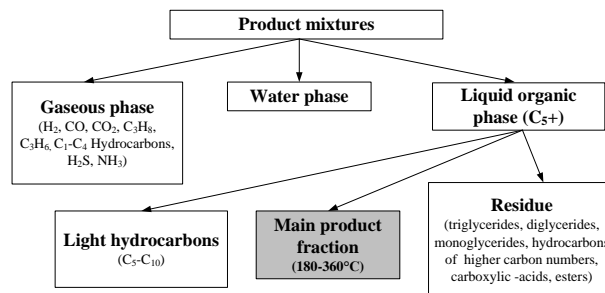 Product mixtures
Gaseous phase
(H₂, CO, CO₂, C₃H₈,
C₃H₆, C₁-C₄ Hydrocarbons,
H₂S, NH₃)
Water phase
Liquid organic
phase (C₅+)
Light hydrocarbons
(C₅-C₁₀)
Main product
fraction
(180-360°C)
Residue
(triglycerides, diglycerides,
monoglycerides, hydrocarbons
of higher carbon numbers,
carboxylic -acids, esters)